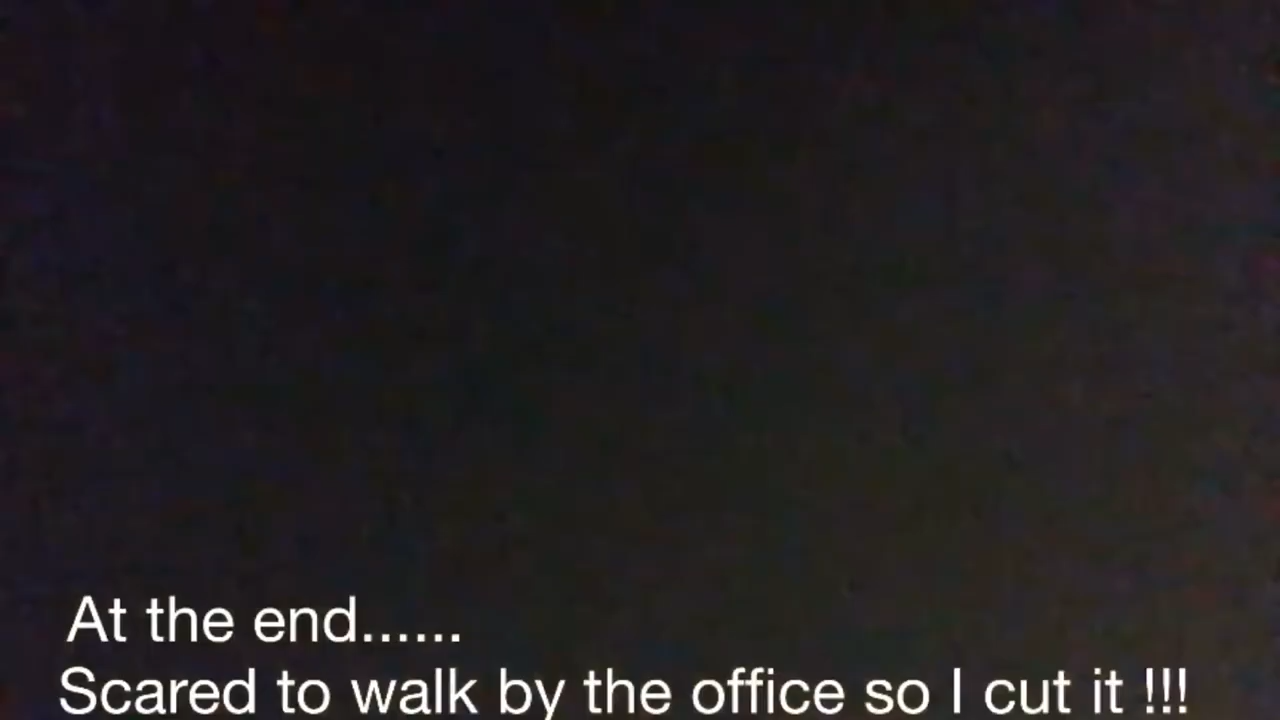 At the end......
Scared to walk by the office so I cut it !!!